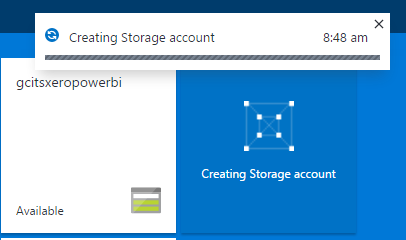 Creating Storage account 8:48 am
gcitsxeropowerbi
Creating Storage account
Available